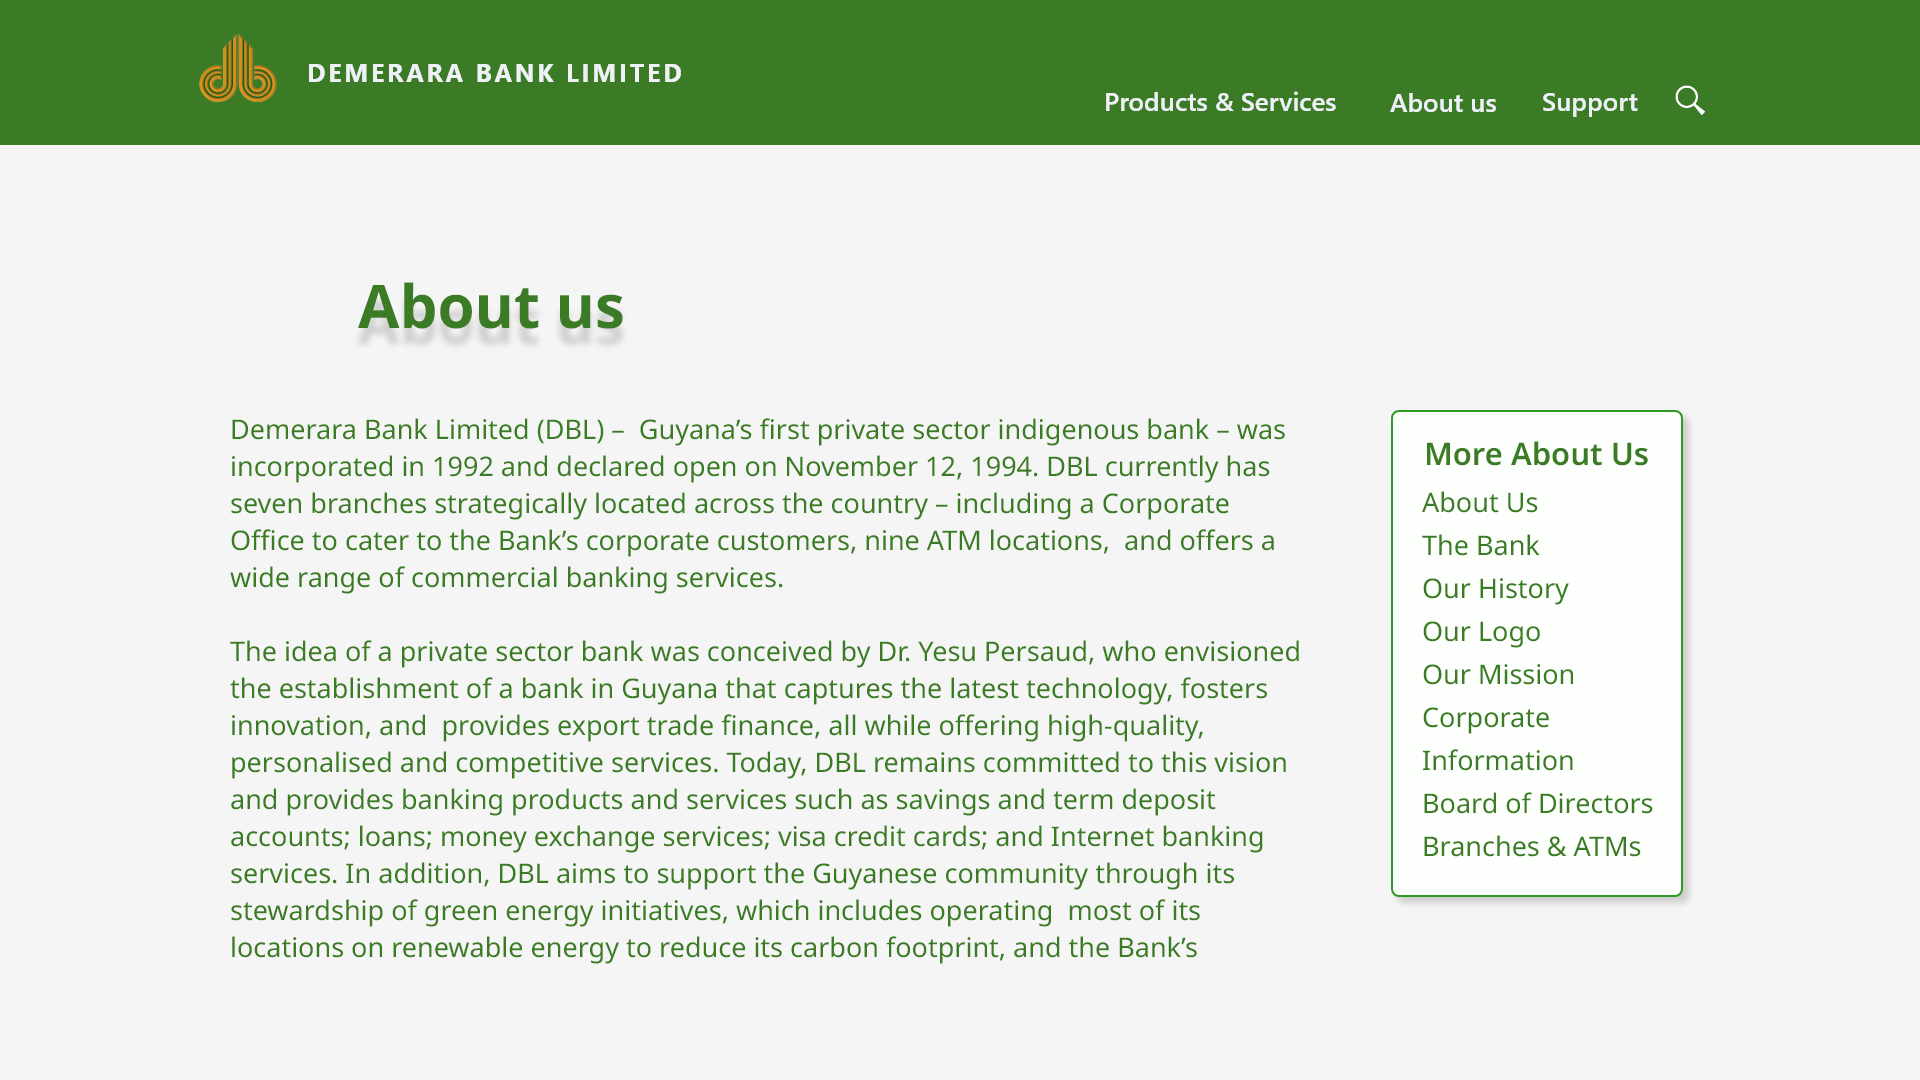 DEMERARA BANK LIMITED
Products & Services
About us
Support
About us
Demerara Bank Limited (DBL) –  Guyana’s first private sector indigenous bank – was
incorporated in 1992 and declared open on November 12, 1994. DBL currently has
seven branches strategically located across the country – including a Corporate
Office to cater to the Bank’s corporate customers, nine ATM locations,  and offers a
wide range of commercial banking services.
The idea of a private sector bank was conceived by Dr. Yesu Persaud, who envisioned
the establishment of a bank in Guyana that captures the latest technology, fosters
innovation, and  provides export trade finance, all while offering high-quality,
personalised and competitive services. Today, DBL remains committed to this vision
and provides banking products and services such as savings and term deposit
accounts; loans; money exchange services; visa credit cards; and Internet banking
services. In addition, DBL aims to support the Guyanese community through its
stewardship of green energy initiatives, which includes operating  most of its
locations on renewable energy to reduce its carbon footprint, and the Bank’s
More About Us
About Us
The Bank
Our History
Our Logo
Our Mission
Corporate
Information
Board of Directors
Branches & ATMs